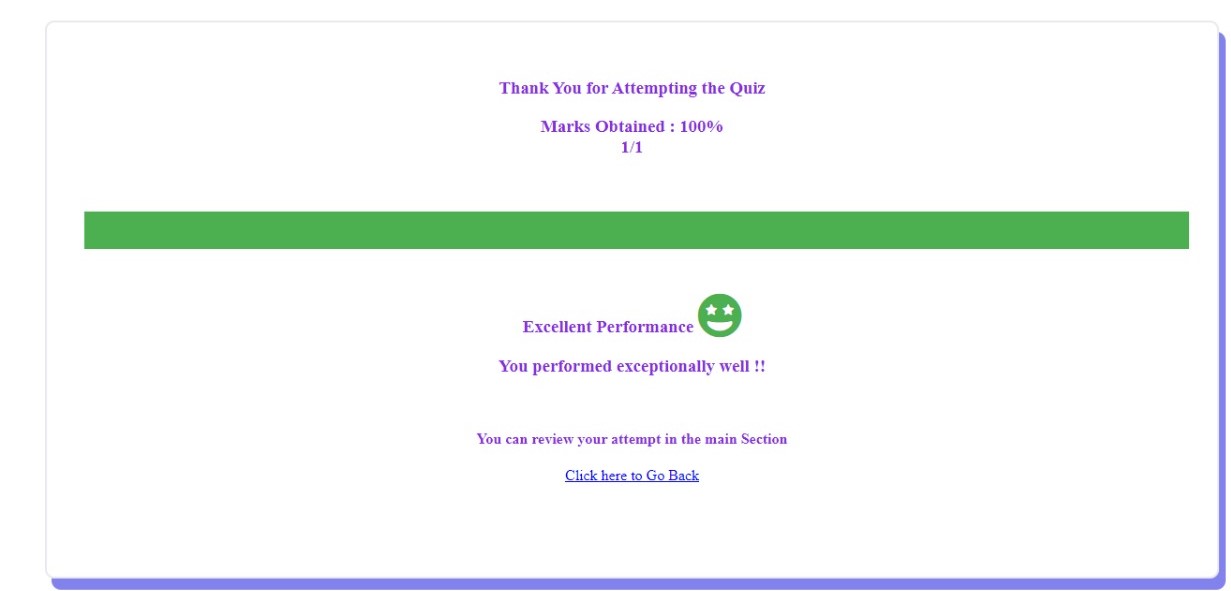 Thank You for Attempting the Quiz
Marks Obtained : 100%
1/1
Excellent Performance
You performed exceptionally well !!
You can review your attempt in the main Section
Click here to Go Back